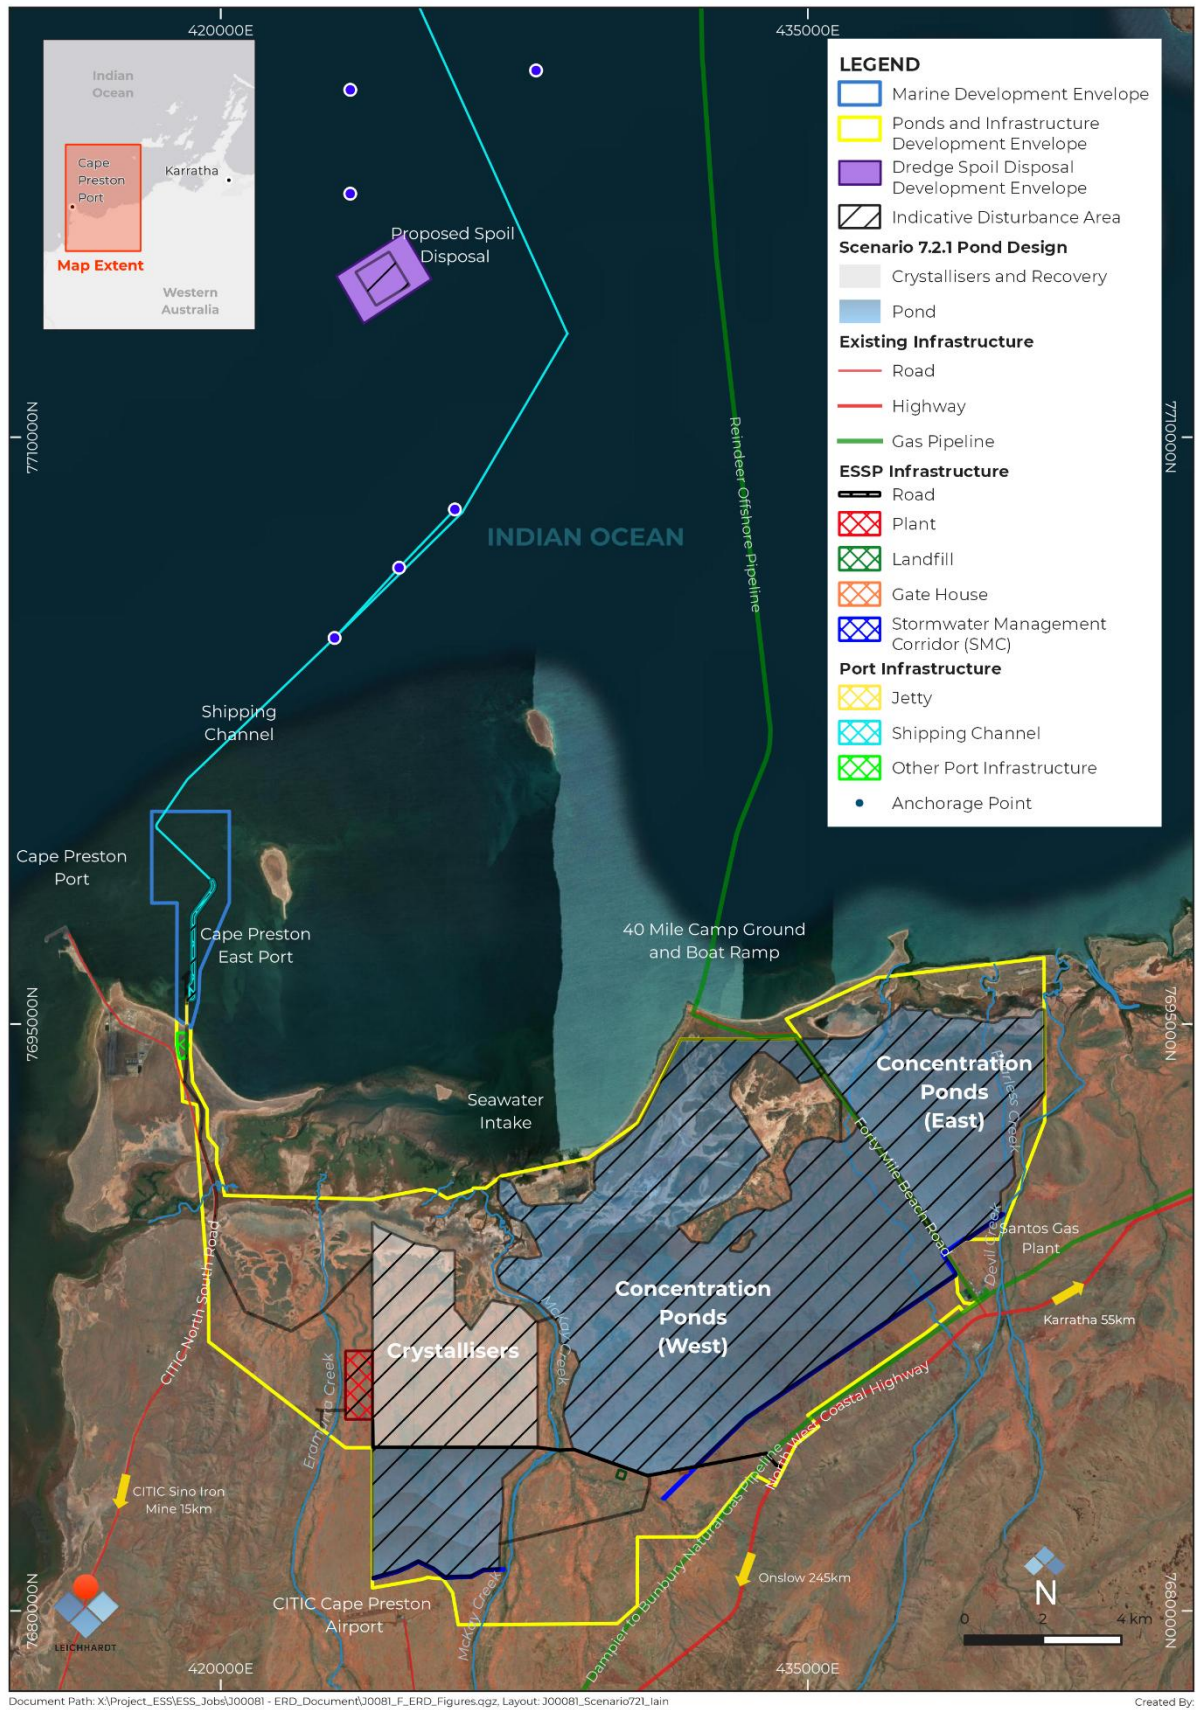 420000E
435000E
Indian
Ocean
Cape
Preston
Port
Karratha
Map Extent
Western
Australia
LEGEND
Marine Development Envelope
Ponds and Infrastructure
Development Envelope
Dredge Spoil Disposal
Development Envelope
Indicative Disturbance Area
Scenario 7.2.1 Pond Design
Crystallisers and Recovery
Pond
Existing Infrastructure
Road
Highway
Gas Pipeline
ESSP Infrastructure
Road
Plant
Landfill
Gate House
Stormwater Management
Corridor (SMC)
Port Infrastructure
Jetty
Shipping Channel
Other Port Infrastructure
Anchorage Point
Proposed Spoil
Disposal
7710000N
7710000N
Reindeer Offshore Pipeline
INDIAN OCEAN
Shipping
Channel
Cape Preston
Port
Cape Preston
East Port
40 Mile Camp Ground
and Boat Ramp
7695000N
7695000N
Seawater
Intake
Concentration
Ponds
(East)
Forty Mile Beach Road
Devil Creek
Santos Gas
Plant
Karratha 55km
CITIC North South Road
Concentration
Ponds
(West)
McKay Creek
Crystallisers
Eramurra Creek
North West Coastal Highway
CITIC Sino Iron
Mine 15km
Dampier to Bunbury Natural Gas Pipeline
Onslow 245km
CITIC Cape Preston
Airport
McKay Creek
LEICHHARDT
N
0 2 4 km
7680000N
7680000N
420000E
435000E
Document Path: X:\Project_ESS\ESS_Jobs\J00081 - ERD_Document\J0081_F_ERD_Figures.qgz, Layout: J00081_Scenario721_Iain
Created By: